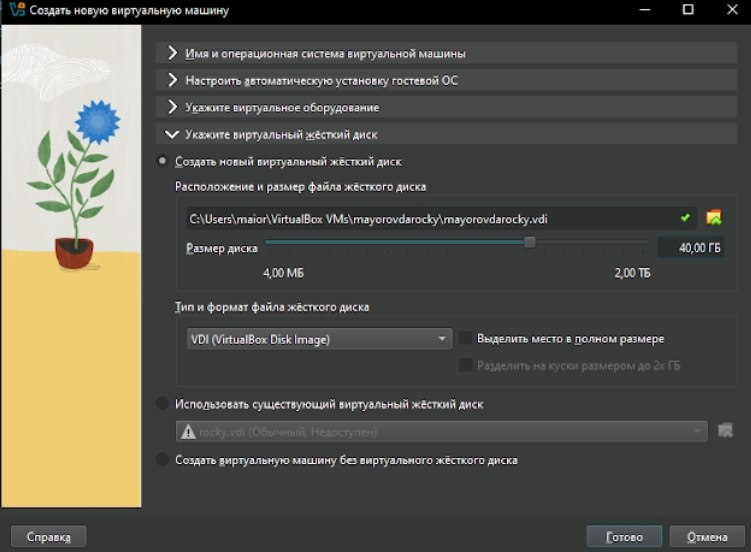 Создать новую виртуальную машину
Имя и операционная система виртуальной машины
Настроить автоматическую установку гостевой ОС
Укажите виртуальное оборудование
Укажите виртуальный жёсткий диск
Создать новый виртуальный жёсткий диск
Расположение и размер файла жёсткого диска
C:\Users\maior\VirtualBox VMs\mayorovdarocky\mayorovdarocky.vdi
Размер диска 40,00 ГБ
4,00 МБ 2,00 ТБ
Тип и формат файла жёсткого диска
VDI (VirtualBox Disk Image) Выделить место в полном размере
Разделить на куски размером до 2х ГБ
Использовать существующий виртуальный жёсткий диск
rocky.vdi (Обычный, Недоступен)
Создать виртуальную машину без виртуального жёсткого диска
Справка Готово Отмена